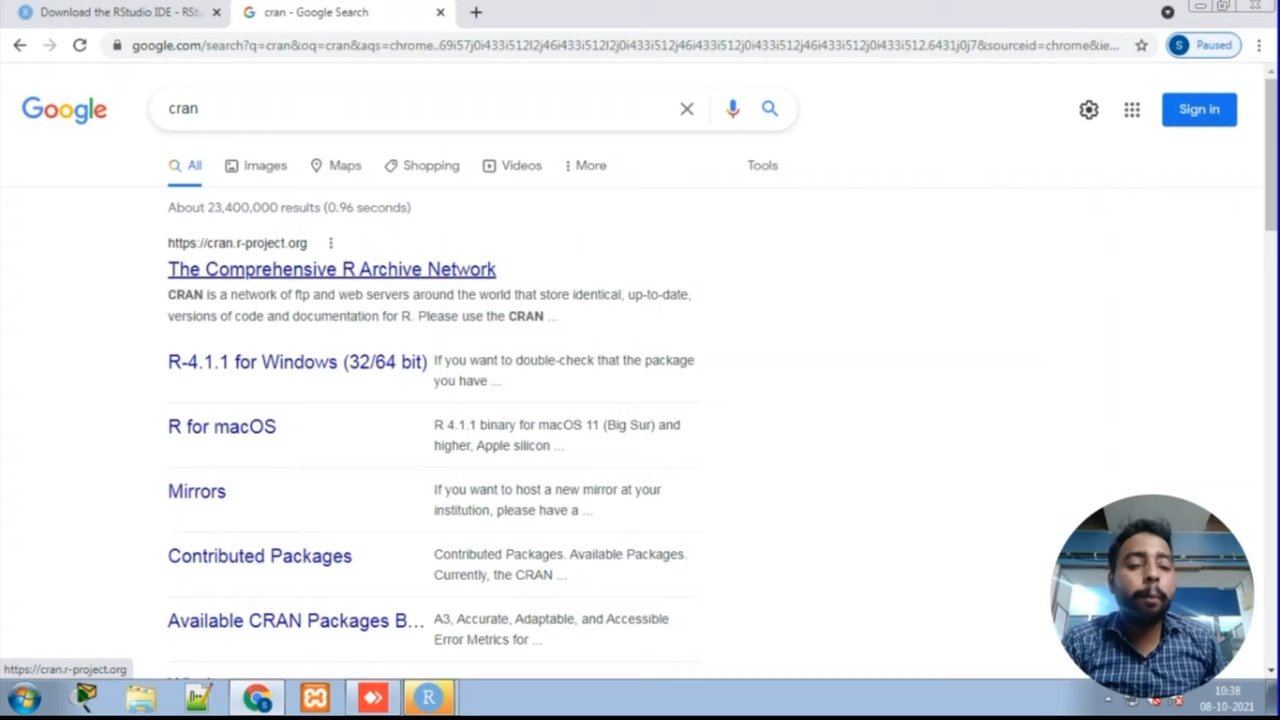 Download the RStudio IDE - RStu
cran - Google Search
google.com/search?q=cran&oq=cran&aqs=chrome..69i57j0i433i512l2j46i433i512l2j0i433i512j46i433i512j0i433i512j46i433i512j0i433i512.6431j0j7&sourceid=chrome&ie...
S
Paused
Google
cran
Sign in
All
Images
Maps
Shopping
Videos
More
Tools
About 23,400,000 results (0.96 seconds)
https://cran.r-project.org
The Comprehensive R Archive Network
CRAN is a network of ftp and web servers around the world that store identical, up-to-date,
versions of code and documentation for R. Please use the CRAN ...
R-4.1.1 for Windows (32/64 bit)
If you want to double-check that the package
you have ...
R for macOS
R 4.1.1 binary for macOS 11 (Big Sur) and
higher, Apple silicon ...
Mirrors
If you want to host a new mirror at your
institution, please have a ...
Contributed Packages
Contributed Packages. Available Packages.
Currently, the CRAN ...
Available CRAN Packages B...
A3, Accurate, Adaptable, and Accessible
Error Metrics for ...
https://cran.r-project.org
R
10:38
08-10-2021